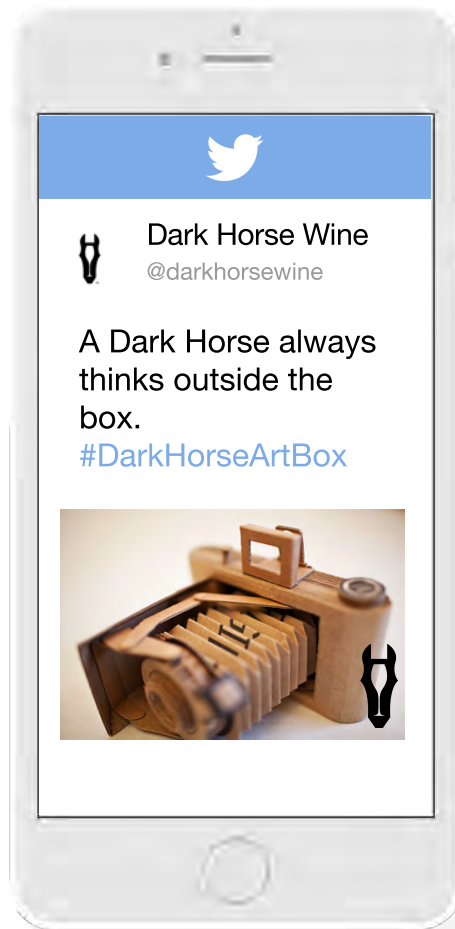 Dark Horse Wine
@darkhorsewine
A Dark Horse always
thinks outside the
box.
#DarkHorseArtBox